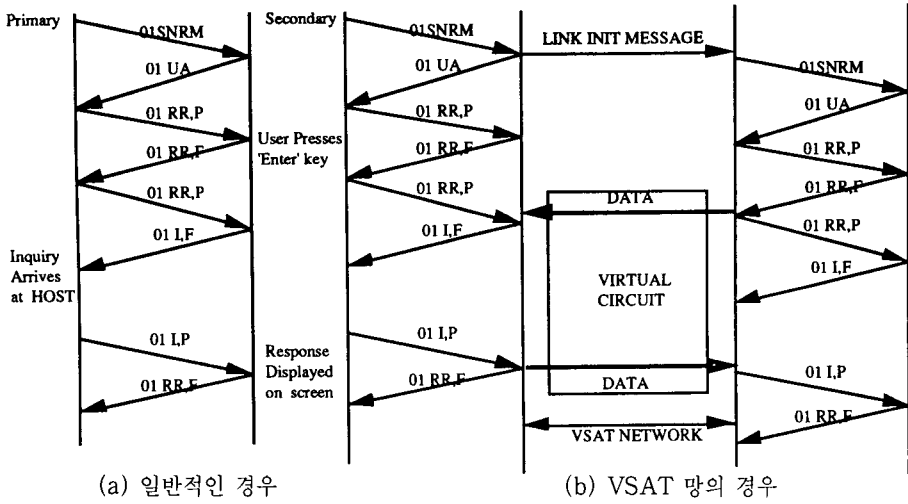 Primary
Secondary
01SNRM
01 UA
01 RR,P
01 RR,F
01 RR,P
01 I,F
01 I,P
01 RR,F
Inquiry
Arrives
at HOST
User Presses
'Enter' key
Response
Displayed
on screen
01SNRM
01 UA
01 RR,P
01 RR,F
01 RR,P
01 I,F
01 I,P
01 RR,F
LINK INIT MESSAGE
DATA
VIRTUAL
CIRCUIT
DATA
VSAT NETWORK
01SNRM
01 UA
01 RR,P
01 RR,F
01 RR,P
01 I,F
01 I,P
01 RR,F
(a) 일반적인 경우
(b) VSAT 망의 경우